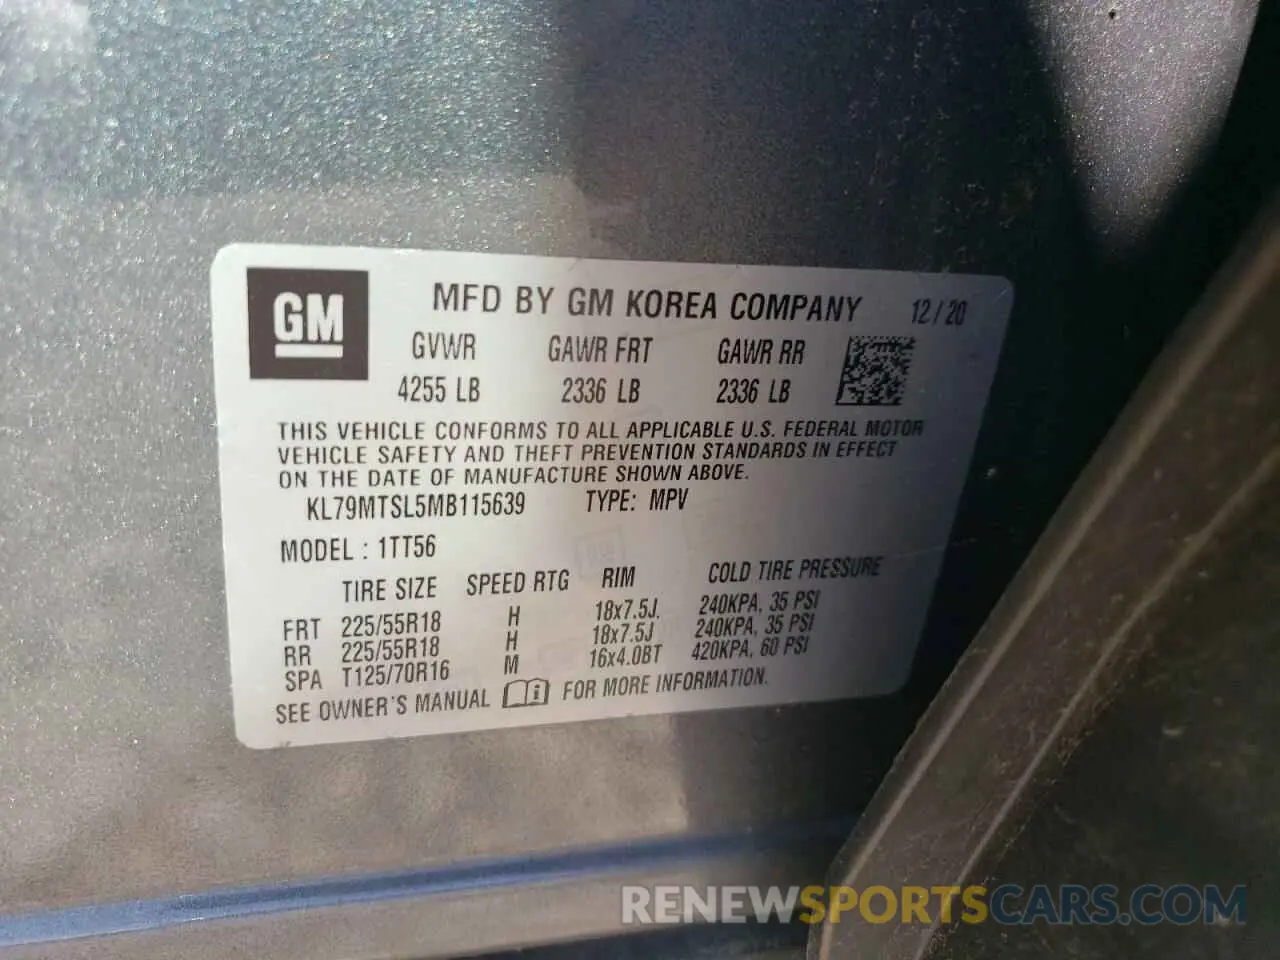 GM
MFD BY GM KOREA COMPANY 12/20
GVWR GAWR FRT GAWR RR
4255 LB 2336 LB 2336 LB
THIS VEHICLE CONFORMS TO ALL APPLICABLE U.S. FEDERAL MOTOR
VEHICLE SAFETY AND THEFT PREVENTION STANDARDS IN EFFECT
ON THE DATE OF MANUFACTURE SHOWN ABOVE.
KL79MTSL5MB115639 TYPE: MPV
MODEL : 1TT56
TIRE SIZE SPEED RTG RIM COLD TIRE PRESSURE
FRT 225/55R18 H 18x7.5J. 240KPA, 35 PSI
RR 225/55R18 H 18x7.5J 240KPA, 35 PSI
SPA T125/70R16 M 16x4.0BT 420KPA, 60 PSI
SEE OWNER'S MANUAL FOR MORE INFORMATION.
RENEWSPORTSCARS.COM